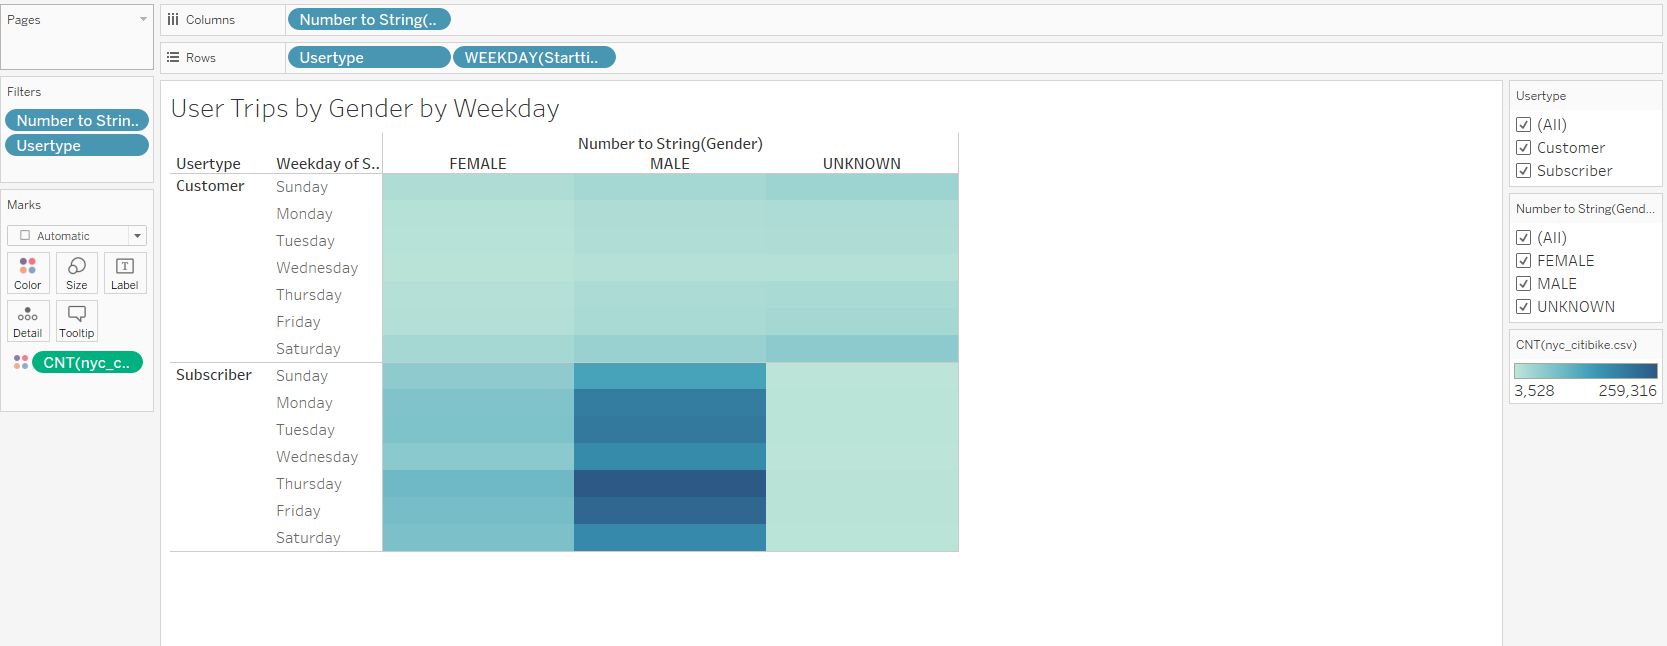 Pages
Columns
Number to String(..
Rows
Usertype
WEEKDAY(Startti..
Filters
Number to Strin..
Usertype
Marks
Automatic
Color
Size
Label
Detail
Tooltip
CNT(nyc_c..
User Trips by Gender by Weekday
Number to String(Gender)
Usertype
Weekday of S..
FEMALE
MALE
UNKNOWN
Customer
Sunday
Monday
Tuesday
Wednesday
Thursday
Friday
Saturday
Subscriber
Sunday
Monday
Tuesday
Wednesday
Thursday
Friday
Saturday
Usertype
(All)
Customer
Subscriber
Number to String(Gend...
(All)
FEMALE
MALE
UNKNOWN
CNT(nyc_citibike.csv)
3,528
259,316